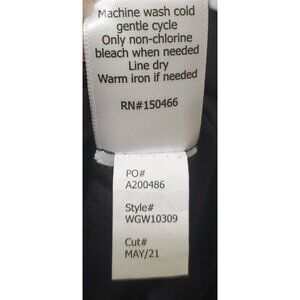 Machine wash cold
gentle cycle
Only non-chlorine
bleach when needed
Line dry
Warm iron if needed
RN#150466
PO#
A200486
Style#
WGW10309
Cut#
MAY/21